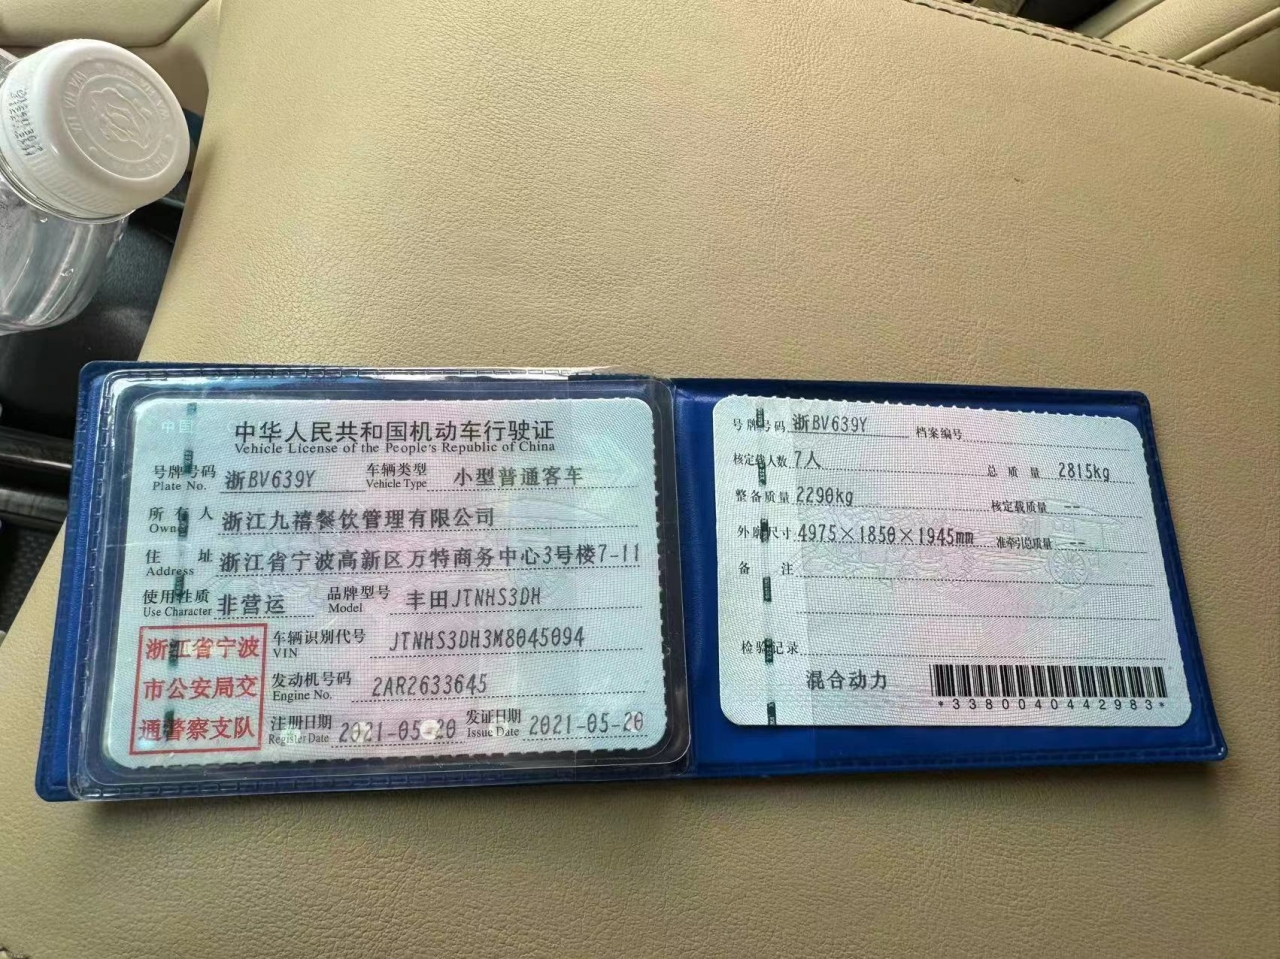 中国
中华人民共和国机动车行驶证
Vehicle License of the People's Republic of China
号牌号码 浙BV639Y 车辆类型 小型普通客车
Plate No. Vehicle Type
所有人 浙江九禧餐饮管理有限公司
Owner
住址 浙江省宁波高新区万特商务中心3号楼7-11
Address
使用性质 非营运 品牌型号 丰田JTNHS3DH
Use Character Model
浙江省宁波
市公安局交
通警察支队
车辆识别代号 JTNHS3DH3M8045094
VIN
发动机号码 2AR2633645
Engine No.
注册日期 2021-05-20 发证日期 2021-05-20
Register Date Issue Date
号牌号码 浙BV639Y 档案编号
核定载人数 7人 总质量 2815kg
整备质量 2290kg 核定载质量 --
外廓尺寸 4975×1850×1945mm 准牵引总质量 --
备注
检验记录
混合动力
*3380040442983*